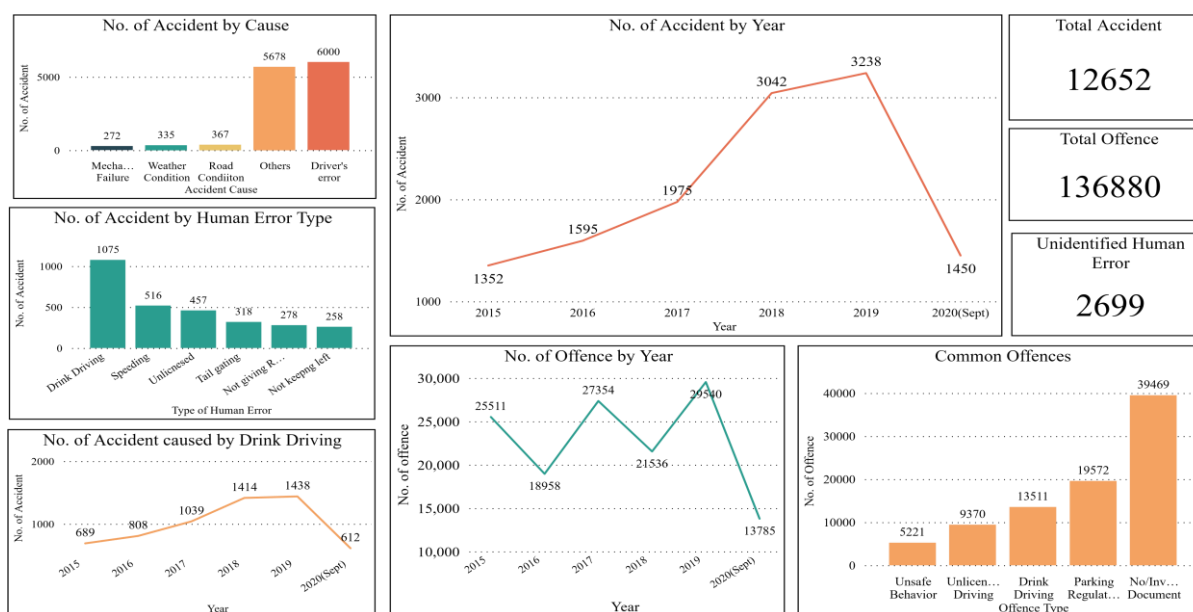 No. of Accident by Cause
No. of Accident
5000
0
272
335
367
5678
6000
Mecha… Weather Road Others Driver's
Failure Condition Condiiton error
Accident Cause
No. of Accident by Human Error Type
No. of Accident
1000
500
0
1075
516
457
318
278
258
Drink Driving
Speeding
Unlicnesed
Tail gating
Not giving R…
Not keepng left
Type of Human Error
No. of Accident caused by Drink Driving
No. of Accident
2000
1000
689
808
1039
1414
1438
612
2015
2016
2017
2018
2019
2020(Sept)
Year
No. of Accident by Year
No. of Accident
3000
2000
1000
1352
1595
1975
3042
3238
1450
2015 2016 2017 2018 2019 2020(Sept)
Year
No. of Offence by Year
No. of offence
30,000
25,000
20,000
15,000
10,000
25511
18958
27354
21536
29540
13785
2015
2016
2017
2018
2019
2020(Sept)
Year
Total Accident
12652
Total Offence
136880
Unidentified Human
Error
2699
Common Offences
No. of Offence
40000
30000
20000
10000
0
5221
9370
13511
19572
39469
Unsafe Unlicen… Drink Parking No/Inv…
Behavior Driving Driving Regulat… Document
Offence Type